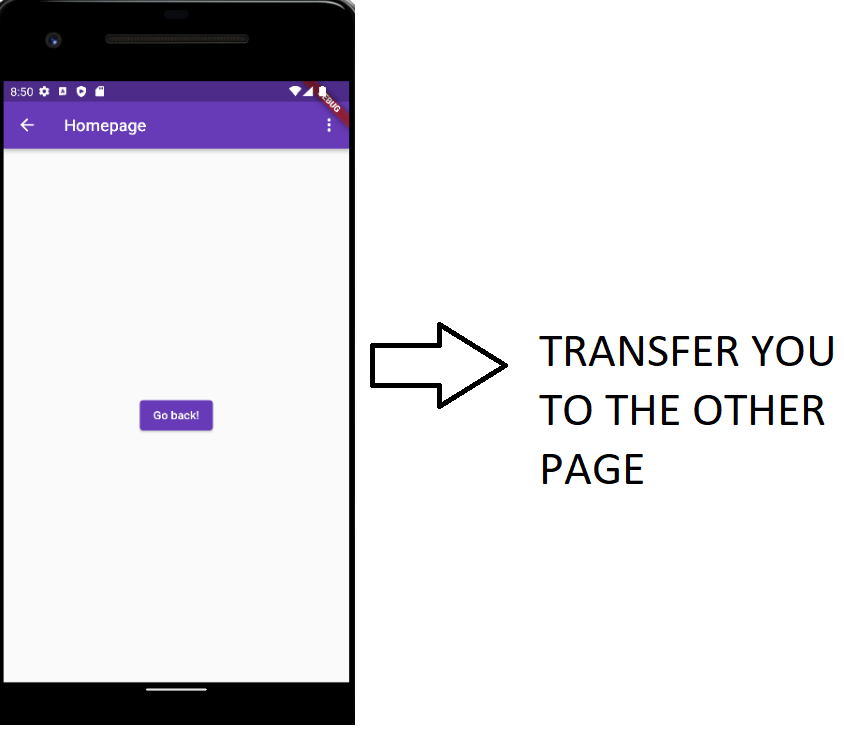 8:50
DEBUG
Homepage
Go back!
TRANSFER YOU
TO THE OTHER
PAGE